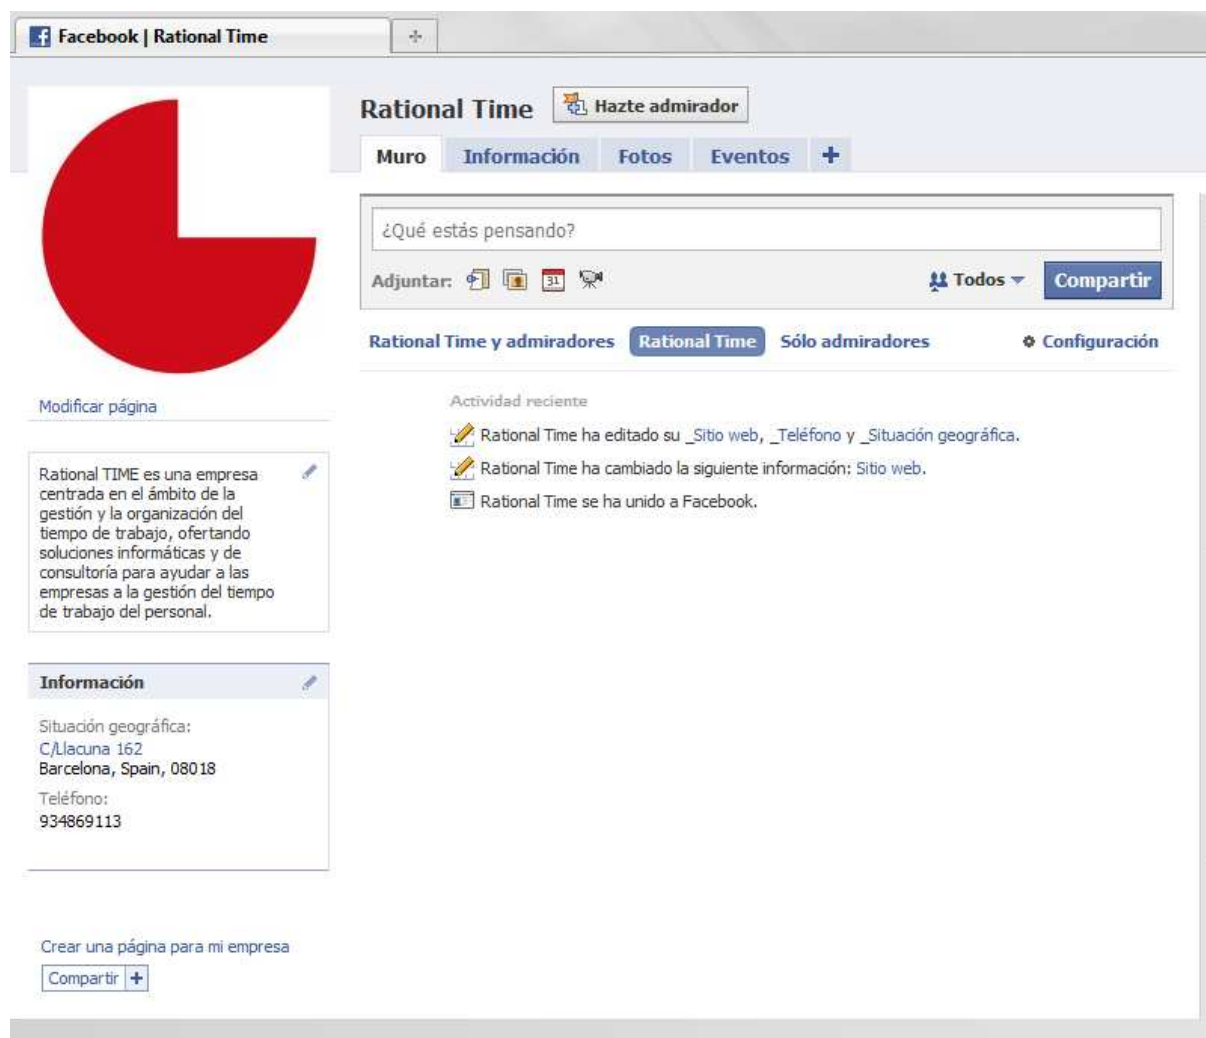 Facebook | Rational Time
Rational Time Hazte admirador
Muro Información Fotos Eventos +
¿Qué estás pensando?
Adjuntar: 31 Todos Compartir
Rational Time y admiradores Rational Time Sólo admiradores Configuración
Modificar página
Actividad reciente
Rational Time ha editado su _Sitio web, _Teléfono y _Situación geográfica.
Rational Time ha cambiado la siguiente información: Sitio web.
Rational Time se ha unido a Facebook.
Rational TIME es una empresa
centrada en el ámbito de la
gestión y la organización del
tiempo de trabajo, ofertando
soluciones informáticas y de
consultoría para ayudar a las
empresas a la gestión del tiempo
de trabajo del personal.
Información
Situación geográfica:
C/Llacuna 162
Barcelona, Spain, 08018
Teléfono:
934869113
Crear una página para mi empresa
Compartir +